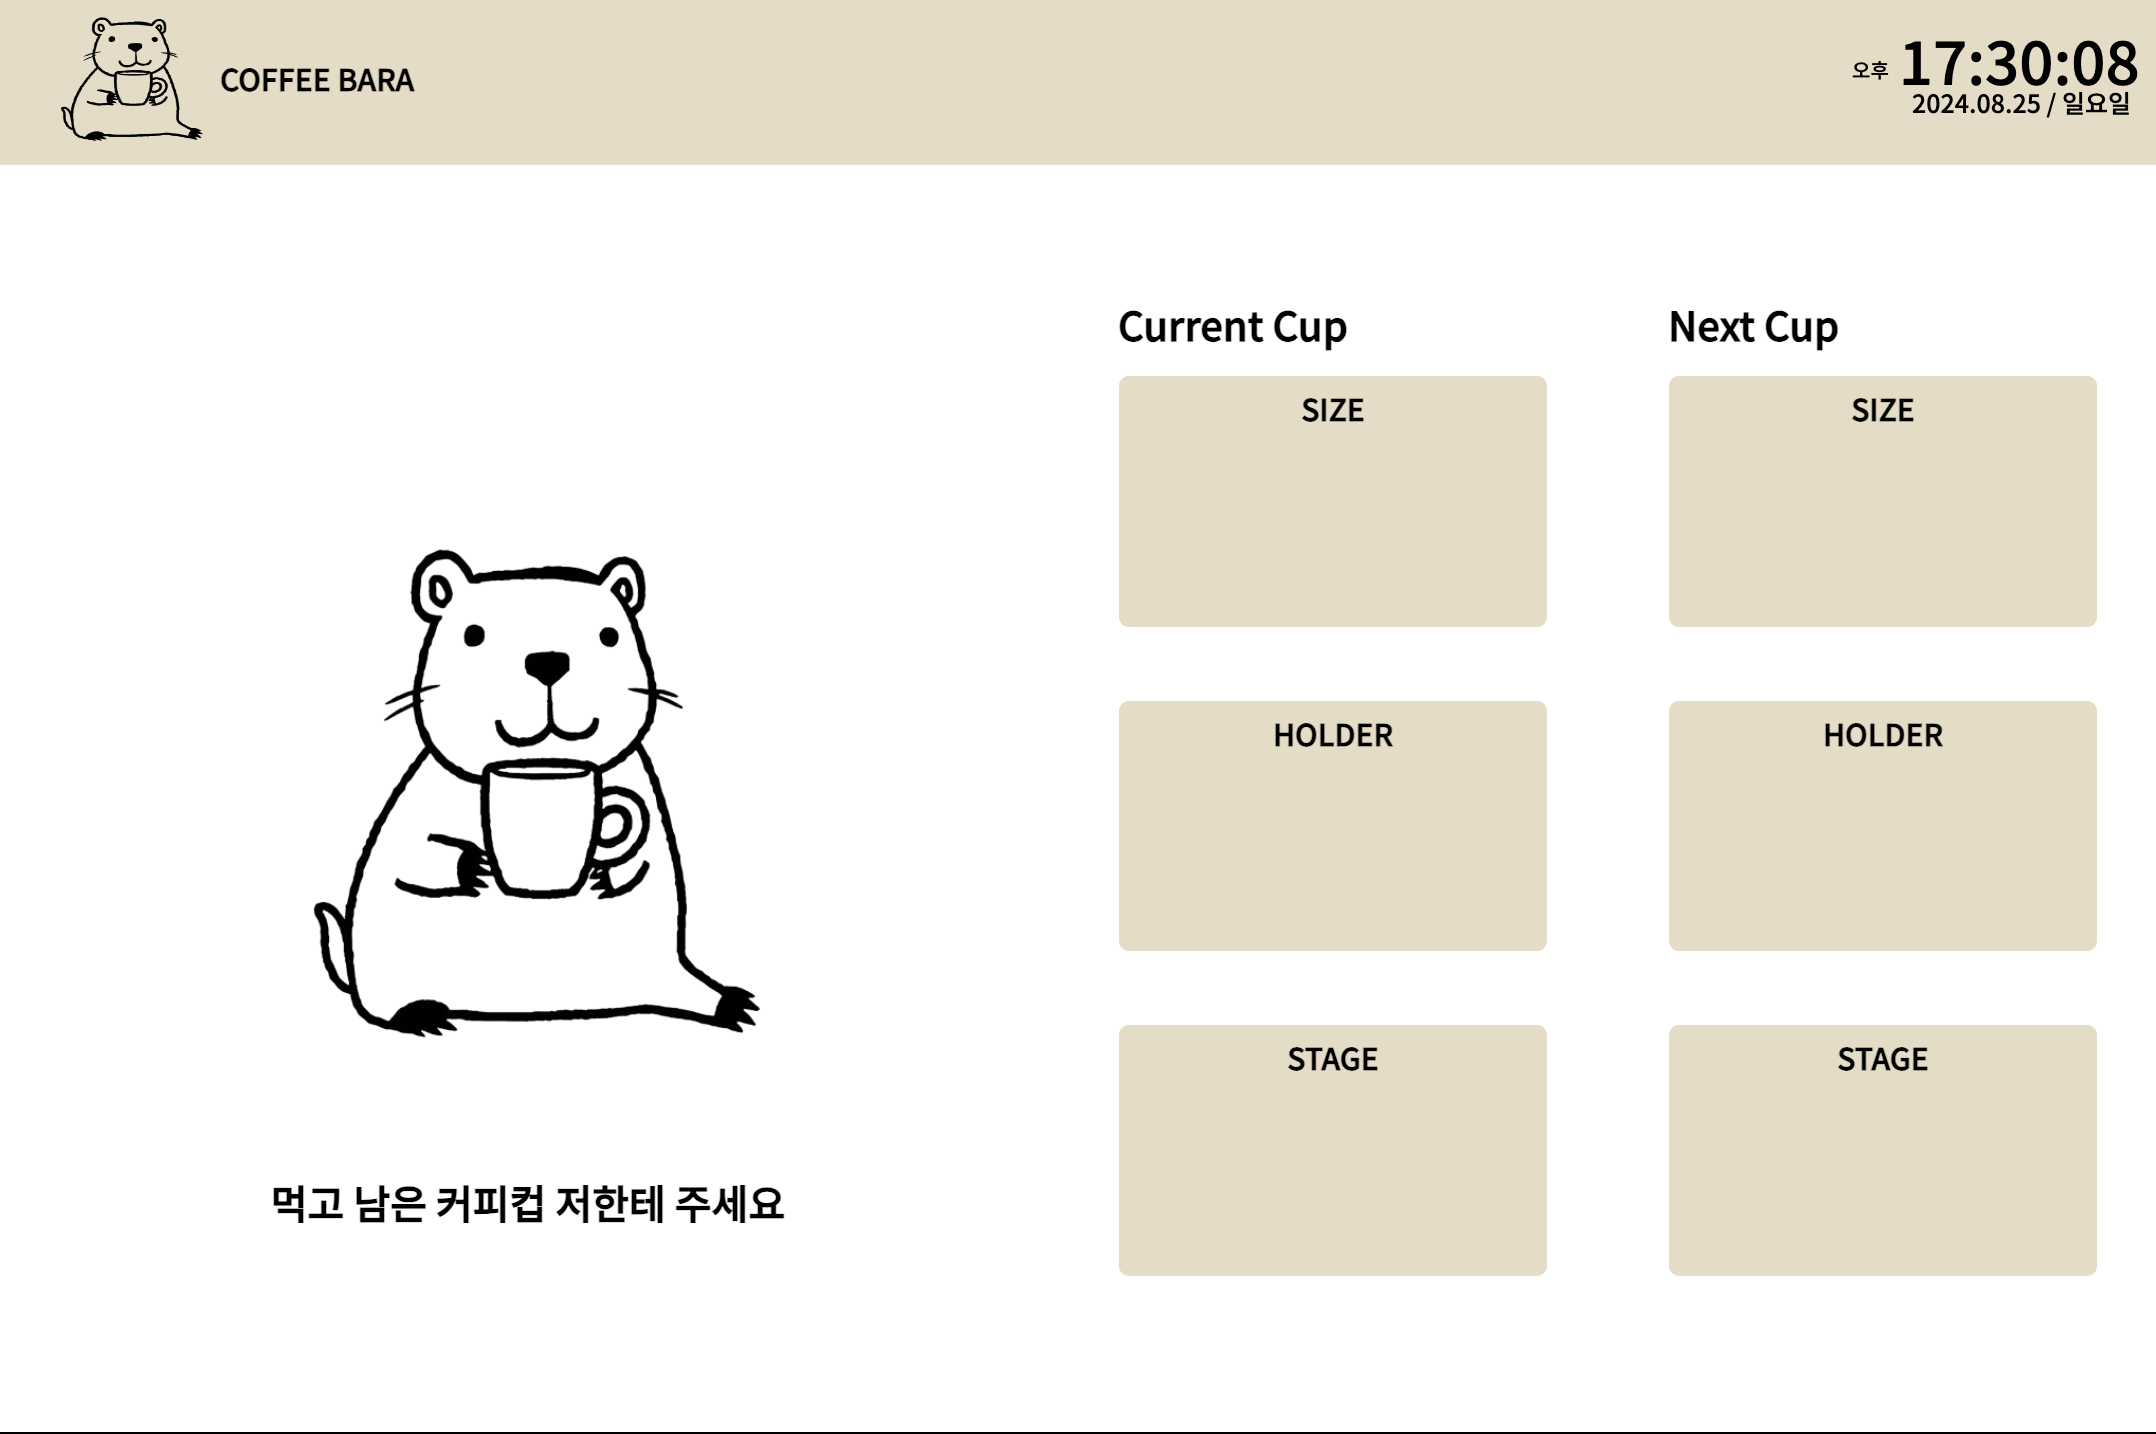 COFFEE BARA
오후 17:30:08
2024.08.25 / 일요일
Current Cup
SIZE
HOLDER
STAGE
Next Cup
SIZE
HOLDER
STAGE
먹고 남은 커피컵 저한테 주세요